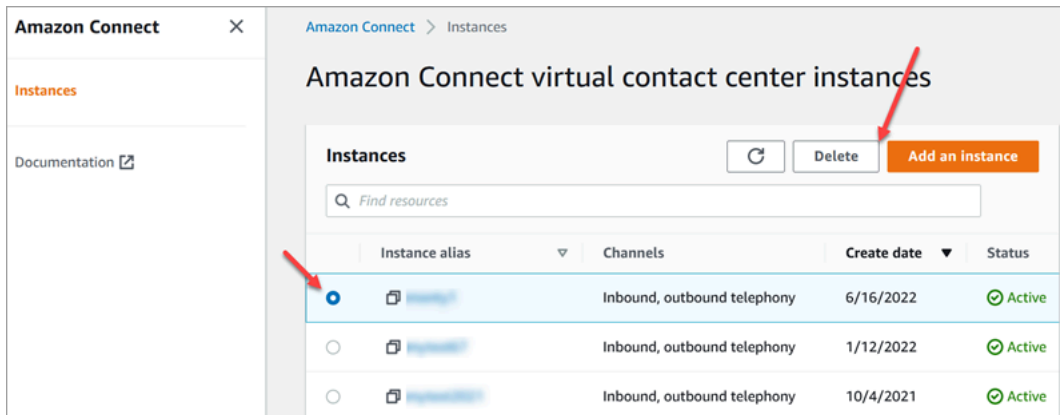 Amazon Connect
Amazon Connect > Instances
Amazon Connect virtual contact center instances
Instances
Documentation
Instances
Delete
Add an instance
Find resources
Instance alias Channels Create date Status
Inbound, outbound telephony 6/16/2022 Active
Inbound, outbound telephony 1/12/2022 Active
Inbound, outbound telephony 10/4/2021 Active